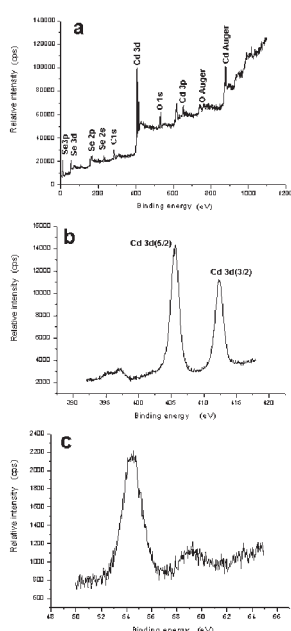 a
140000
120000
100000
80000
60000
40000
20000
0
0 200 400 600 800 1000 1200
Relative intensity (cps)
Binding energy (eV)
Se3p
Se 3d
Se 2p
Se 2s
C1s
Cd 3d
O 1s
Cd 3p
O Auger
Cd Auger
b
16000
14000
12000
10000
8000
6000
4000
2000
390 395 400 405 410 415 420
Relative intensity (cps)
Binding energy (eV)
Cd 3d(5/2)
Cd 3d(3/2)
c
2400
2200
2000
1800
1600
1400
1200
1000
800
600
48 50 52 54 56 58 60 62 64 66
Relative intensity (cps)
Binding energy (eV)